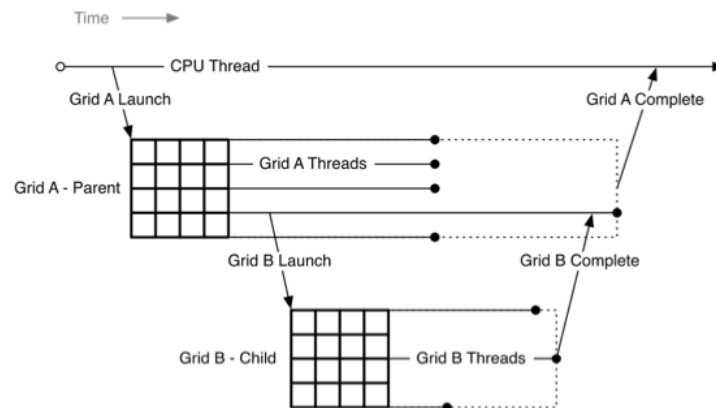 Time
CPU Thread
Grid A Launch
Grid A Complete
Grid A Threads
Grid A - Parent
Grid B Launch
Grid B Complete
Grid B - Child
Grid B Threads